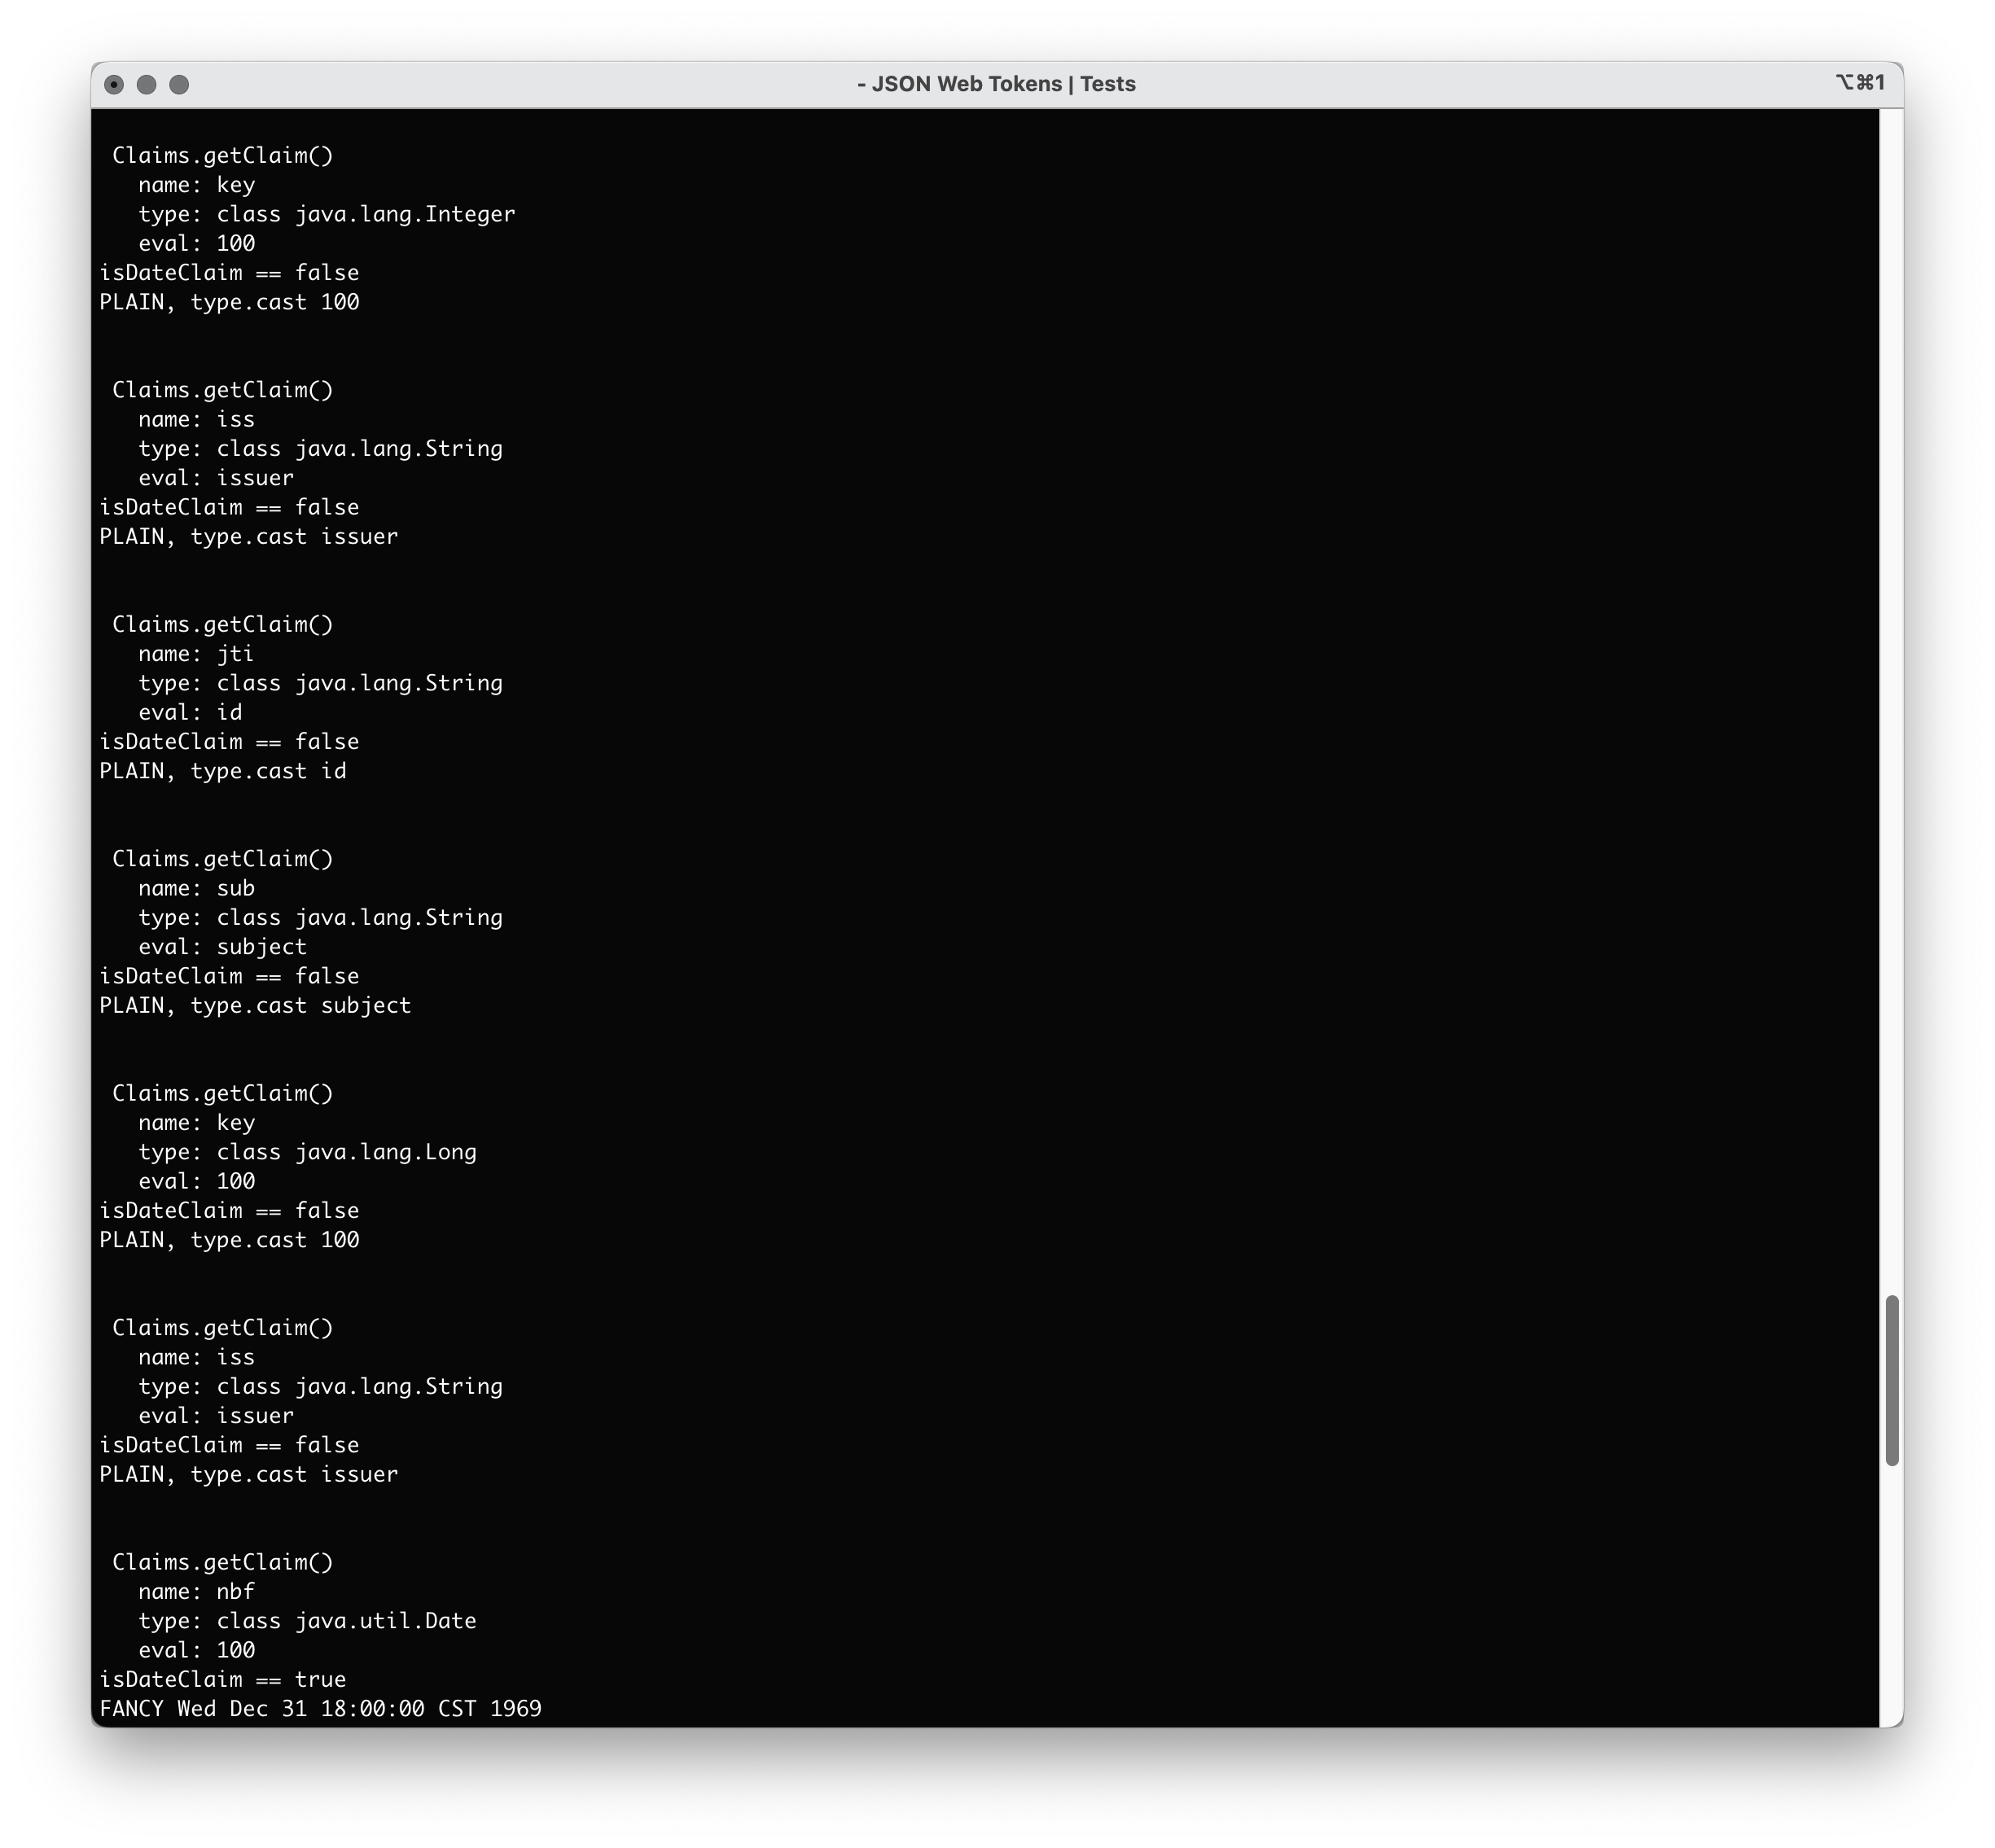 - JSON Web Tokens | Tests
⌥⌘1
Claims.getClaim()
name: key
type: class java.lang.Integer
eval: 100
isDateClaim == false
PLAIN, type.cast 100
Claims.getClaim()
name: iss
type: class java.lang.String
eval: issuer
isDateClaim == false
PLAIN, type.cast issuer
Claims.getClaim()
name: jti
type: class java.lang.String
eval: id
isDateClaim == false
PLAIN, type.cast id
Claims.getClaim()
name: sub
type: class java.lang.String
eval: subject
isDateClaim == false
PLAIN, type.cast subject
Claims.getClaim()
name: key
type: class java.lang.Long
eval: 100
isDateClaim == false
PLAIN, type.cast 100
Claims.getClaim()
name: iss
type: class java.lang.String
eval: issuer
isDateClaim == false
PLAIN, type.cast issuer
Claims.getClaim()
name: nbf
type: class java.util.Date
eval: 100
isDateClaim == true
FANCY Wed Dec 31 18:00:00 CST 1969